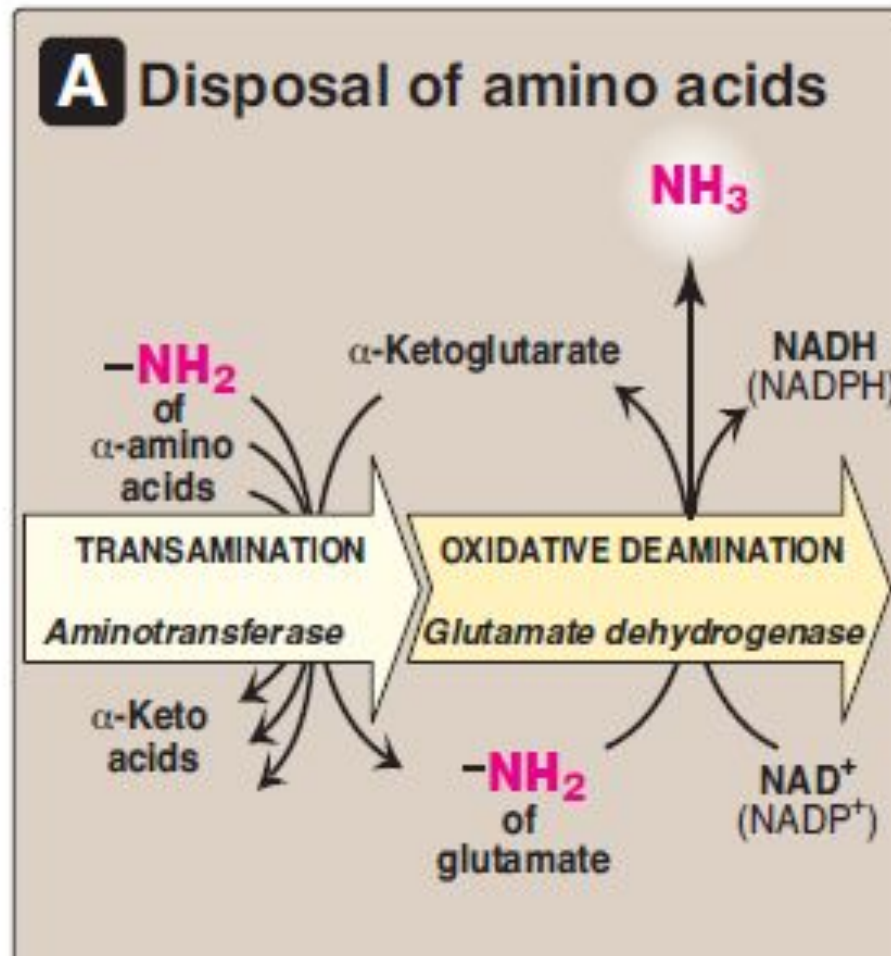 A Disposal of amino acids
NH₃
–NH₂
of
α-amino
acids
α-Ketoglutarate
NADH
(NADPH)
TRANSAMINATION
Aminotransferase
OXIDATIVE DEAMINATION
Glutamate dehydrogenase
α-Keto
acids
–NH₂
of
glutamate
NAD⁺
(NADP⁺)